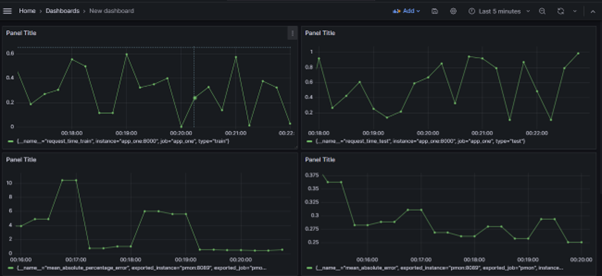 Home > Dashboards > New dashboard
Add
Last 5 minutes
Panel Title
0.6
0.4
0.2
0
00:18:00 00:19:00 00:20:00 00:21:00 00:22:
{__name__="request_time_train", instance="app_one:8000", job="app_one", type="train"}
Panel Title
1
0.8
0.6
0.4
0.2
00:18:00 00:19:00 00:20:00 00:21:00 00:22:00
{__name__="request_time_test", instance="app_one:8000", job="app_one", type="test"}
Panel Title
10
8
6
4
2
0
00:16:00 00:17:00 00:18:00 00:19:00 00:20:00
{__name__="mean_absolute_percentage_error", exported_instance="pmon:8089", exported_job="pmo...
Panel Title
0.375
0.35
0.325
0.3
0.275
0.25
00:16:00 00:17:00 00:18:00 00:19:00 00:20:00
{__name__="mean_absolute_error", exported_instance="pmon:8089", exported_job="pmon", instance...